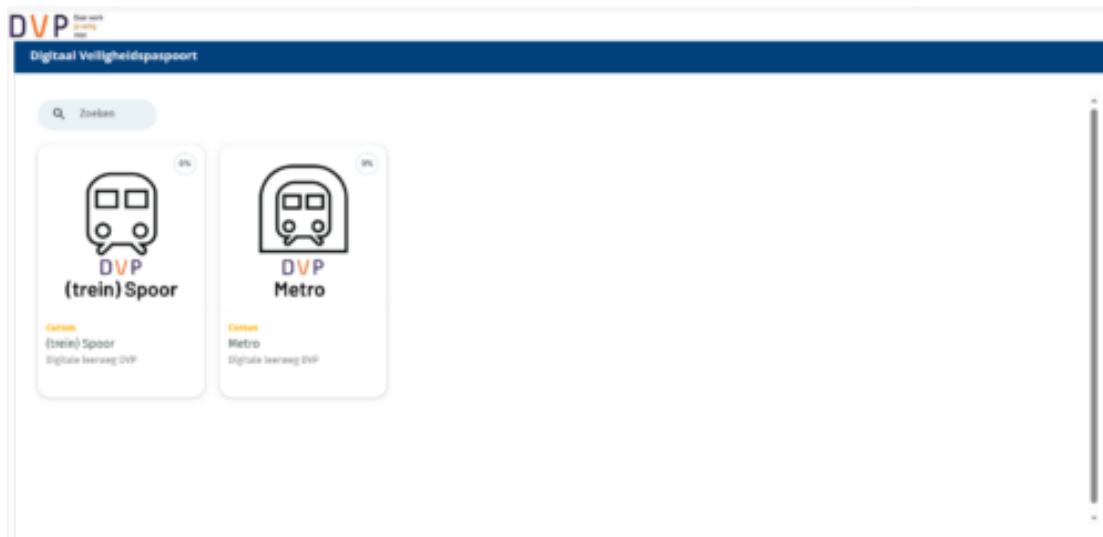 DVP
Digitaal Veiligheidspaspoort
Zoeken
0%
DVP
(trein) Spoor
Cursus
(trein) Spoor
Digitale leerweg DVP
0%
DVP
Metro
Cursus
Metro
Digitale leerweg DVP